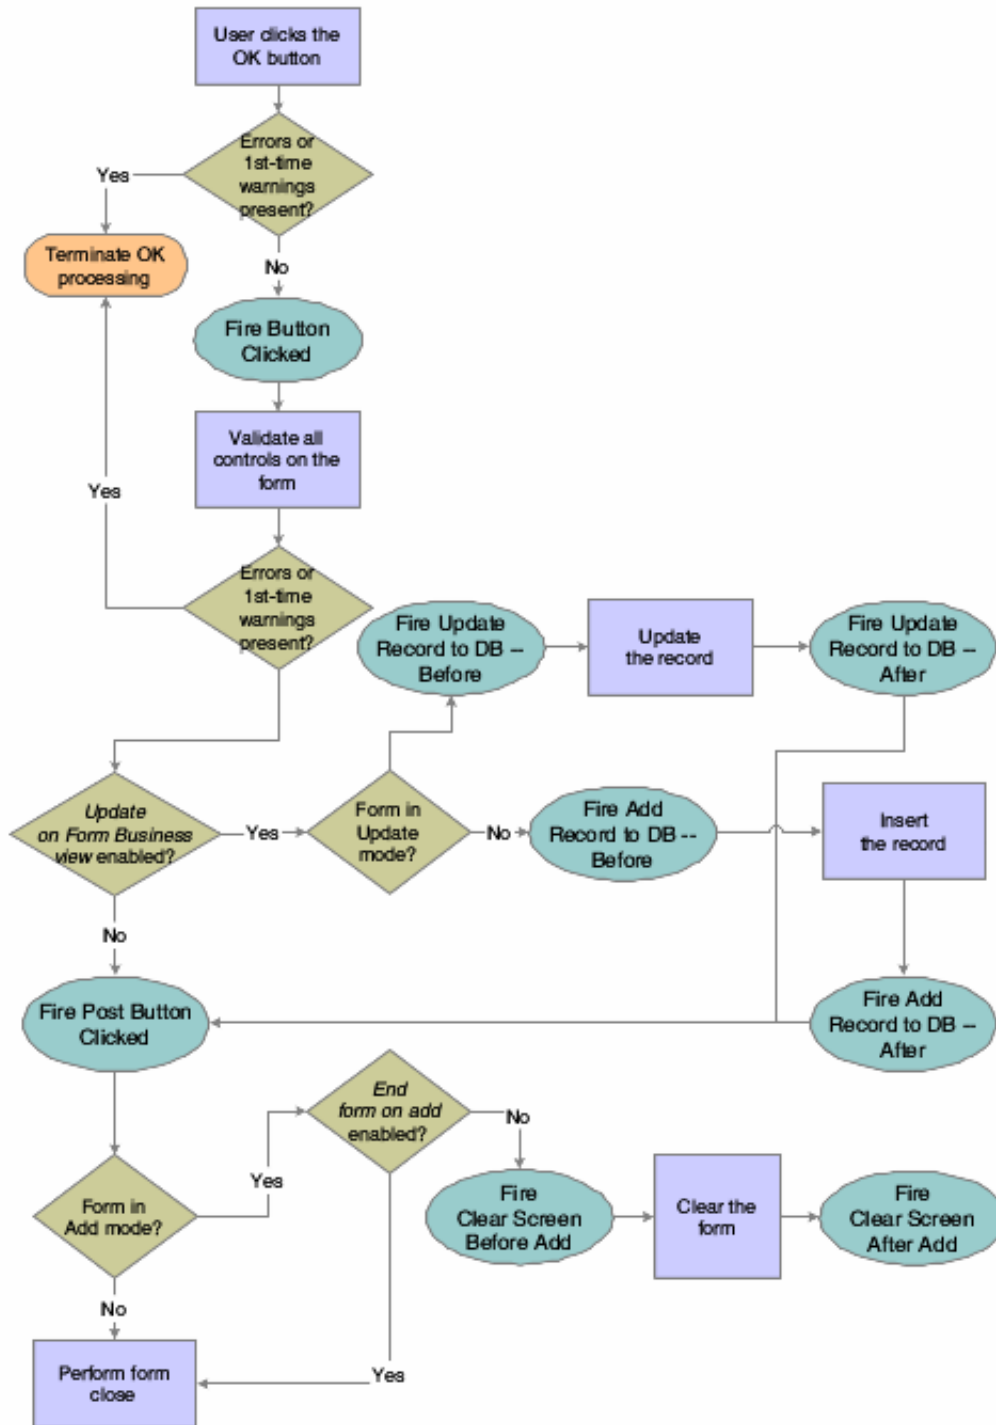 User clicks the
OK button
Errors or
1st-time
warnings
present?
Yes
Terminate OK
processing
No
Fire Button
Clicked
Validate all
controls on the
form
Yes
Errors or
1st-time
warnings
present?
Fire Update
Record to DB --
Before
Update
the record
Fire Update
Record to DB --
After
Update
on Form Business
view enabled?
Yes
Form in
Update
mode?
No
Fire Add
Record to DB --
Before
Insert
the record
No
Fire Post Button
Clicked
Fire Add
Record to DB --
After
End
form on add
enabled?
No
Yes
Form in
Add mode?
Fire
Clear Screen
Before Add
Clear the
form
Fire
Clear Screen
After Add
No
Perform form
close
Yes